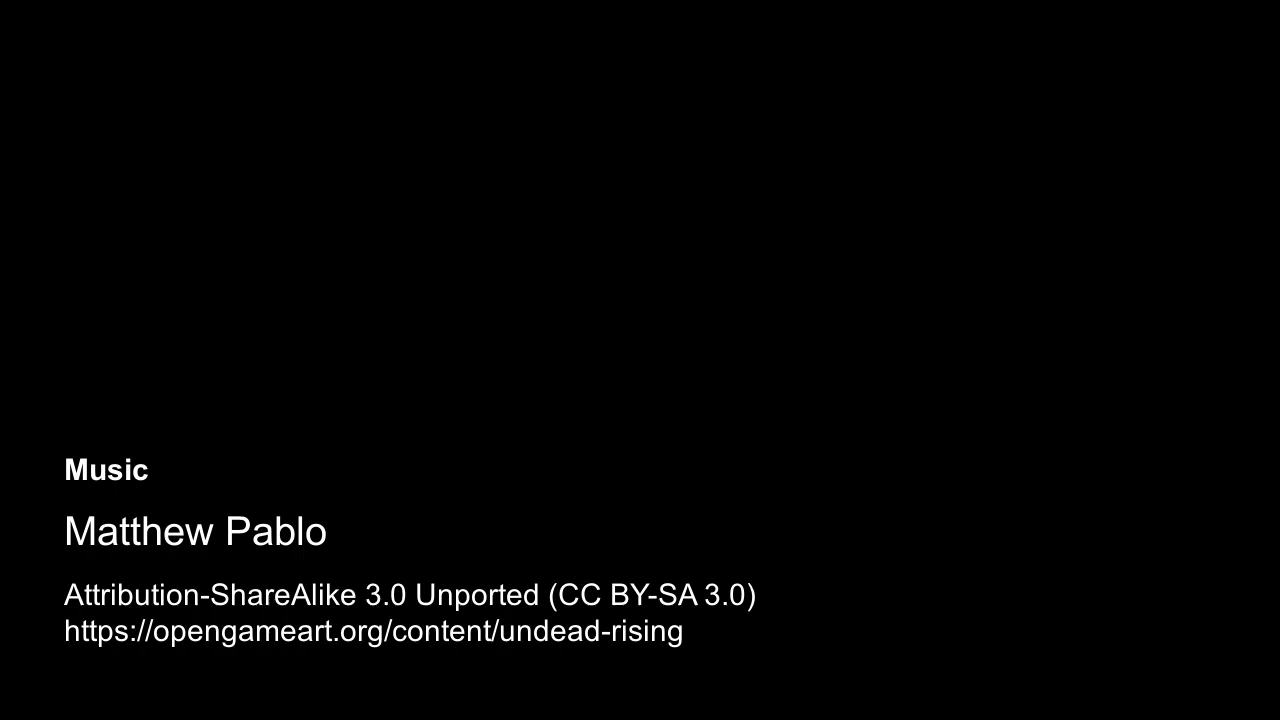 Music
Matthew Pablo
Attribution-ShareAlike 3.0 Unported (CC BY-SA 3.0)
https://opengameart.org/content/undead-rising